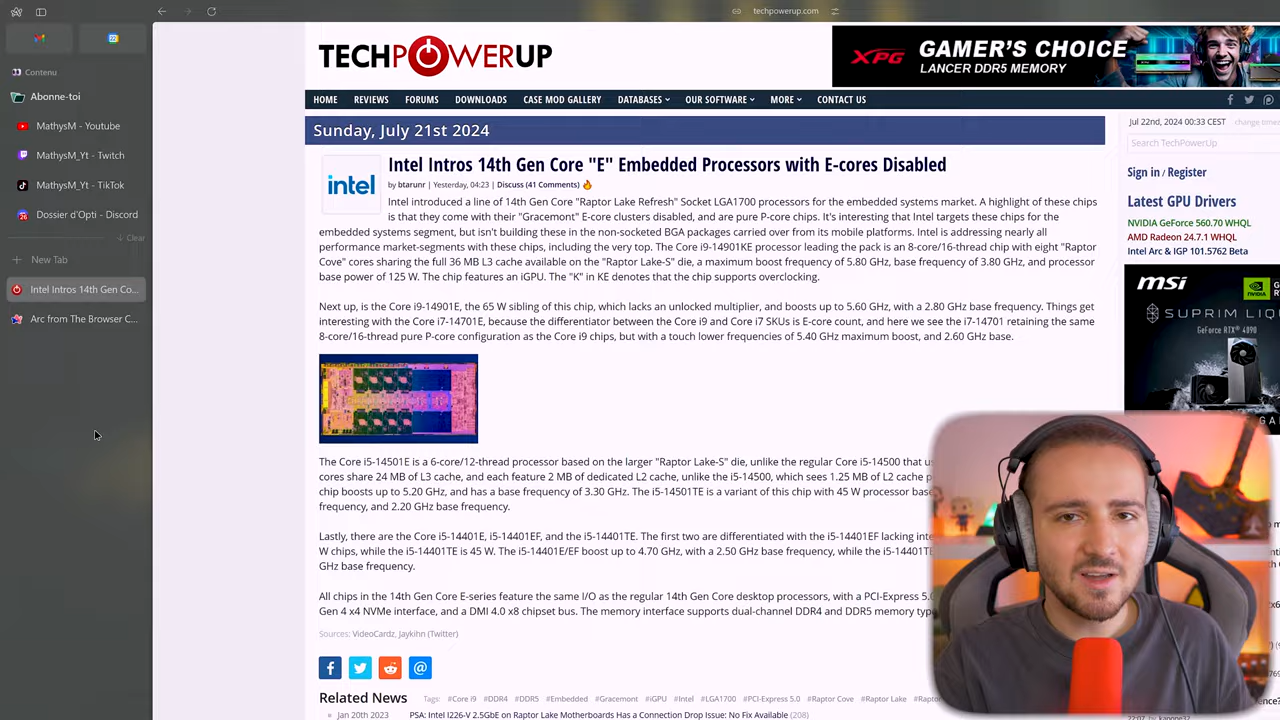 techpowerup.com
Contenu
Abonne-toi
MathysM - Youtube
MathysM_Yt - Twitch
MathysM_Yt - TikTok
Dossier d'Opti - Discord
Clear
New Tab
Intel Intros 14th Gen Co...
Arc from The Browser C...
TECHPOWERUP
XPG GAMER'S CHOICE
LANCER DDR5 MEMORY
HOME REVIEWS FORUMS DOWNLOADS CASE MOD GALLERY DATABASES OUR SOFTWARE MORE CONTACT US
Sunday, July 21st 2024
Intel Intros 14th Gen Core "E" Embedded Processors with E-cores Disabled
intel
by btarunr | Yesterday, 04:23 | Discuss (41 Comments)
Intel introduced a line of 14th Gen Core "Raptor Lake Refresh" Socket LGA1700 processors for the embedded systems market. A highlight of these chips
is that they come with their "Gracemont" E-core clusters disabled, and are pure P-core chips. It's interesting that Intel targets these chips for the
embedded systems segment, but isn't building these in the non-socketed BGA packages carried over from its mobile platforms. Intel is addressing nearly all
performance market-segments with these chips, including the very top. The Core i9-14901KE processor leading the pack is an 8-core/16-thread chip with eight "Raptor
Cove" cores sharing the full 36 MB L3 cache available on the "Raptor Lake-S" die, a maximum boost frequency of 5.80 GHz, base frequency of 3.80 GHz, and processor
base power of 125 W. The chip features an iGPU. The "K" in KE denotes that the chip supports overclocking.
Next up, is the Core i9-14901E, the 65 W sibling of this chip, which lacks an unlocked multiplier, and boosts up to 5.60 GHz, with a 2.80 GHz base frequency. Things get
interesting with the Core i7-14701E, because the differentiator between the Core i9 and Core i7 SKUs is E-core count, and here we see the i7-14701 retaining the same
8-core/16-thread pure P-core configuration as the Core i9 chips, but with a touch lower frequencies of 5.40 GHz maximum boost, and 2.60 GHz base.
The Core i5-14501E is a 6-core/12-thread processor based on the larger "Raptor Lake-S" die, unlike the regular Core i5-14500 that
cores share 24 MB of L3 cache, and each feature 2 MB of dedicated L2 cache, unlike the i5-14500, which sees 1.25 MB of L2 cache
chip boosts up to 5.20 GHz, and has a base frequency of 3.30 GHz. The i5-14501TE is a variant of this chip with 45 W processor
frequency, and 2.20 GHz base frequency.
Lastly, there are the Core i5-14401E, i5-14401EF, and the i5-14401TE. The first two are differentiated with the i5-14401EF lacking
W chips, while the i5-14401TE is 45 W. The i5-14401E/EF boost up to 4.70 GHz, with a 2.50 GHz base frequency, while the
GHz base frequency.
All chips in the 14th Gen Core E-series feature the same I/O as the regular 14th Gen Core desktop processors, with a PCI-Express
Gen 4 x4 NVMe interface, and a DMI 4.0 x8 chipset bus. The memory interface supports dual-channel DDR4 and DDR5 memory
Sources: VideoCardz, Jaykihn (Twitter)
Related News Tags: #Core i9 #DDR4 #DDR5 #Embedded #Gracemont #iGPU #Intel #LGA1700 #PCI-Express 5.0 #Raptor Cove #Raptor Lake
Jan 20th 2023 PSA: Intel I226-V 2.5GbE on Raptor Lake Motherboards Has a Connection Drop Issue: No Fix Available (208)
Jul 22nd, 2024 00:33 CEST
Search TechPowerUp
Sign in / Register
Latest GPU Drivers
NVIDIA GeForce 560.70 WHQL
AMD Radeon 24.7.1 WHQL
Intel Arc & IGP 101.5762 Beta
msi
SUPRIM
GeForce RTX 4090